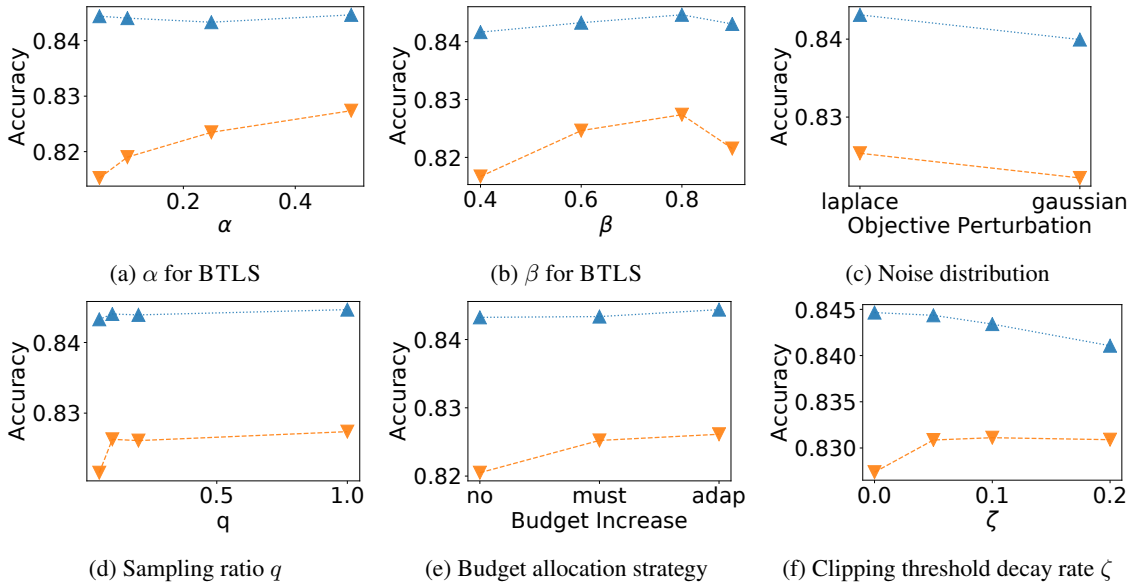 0.84
0.83
0.82
Accuracy
0.2
0.4
α
(a) α for BTLS
0.84
0.83
0.82
Accuracy
0.4
0.6
0.8
β
(b) β for BTLS
0.84
0.83
Accuracy
laplace
gaussian
Objective Perturbation
(c) Noise distribution
0.84
0.83
Accuracy
0.5
1.0
q
(d) Sampling ratio q
0.84
0.83
0.82
Accuracy
no
must
adap
Budget Increase
(e) Budget allocation strategy
0.845
0.840
0.835
0.830
Accuracy
0.0
0.1
0.2
ζ
(f) Clipping threshold decay rate ζ